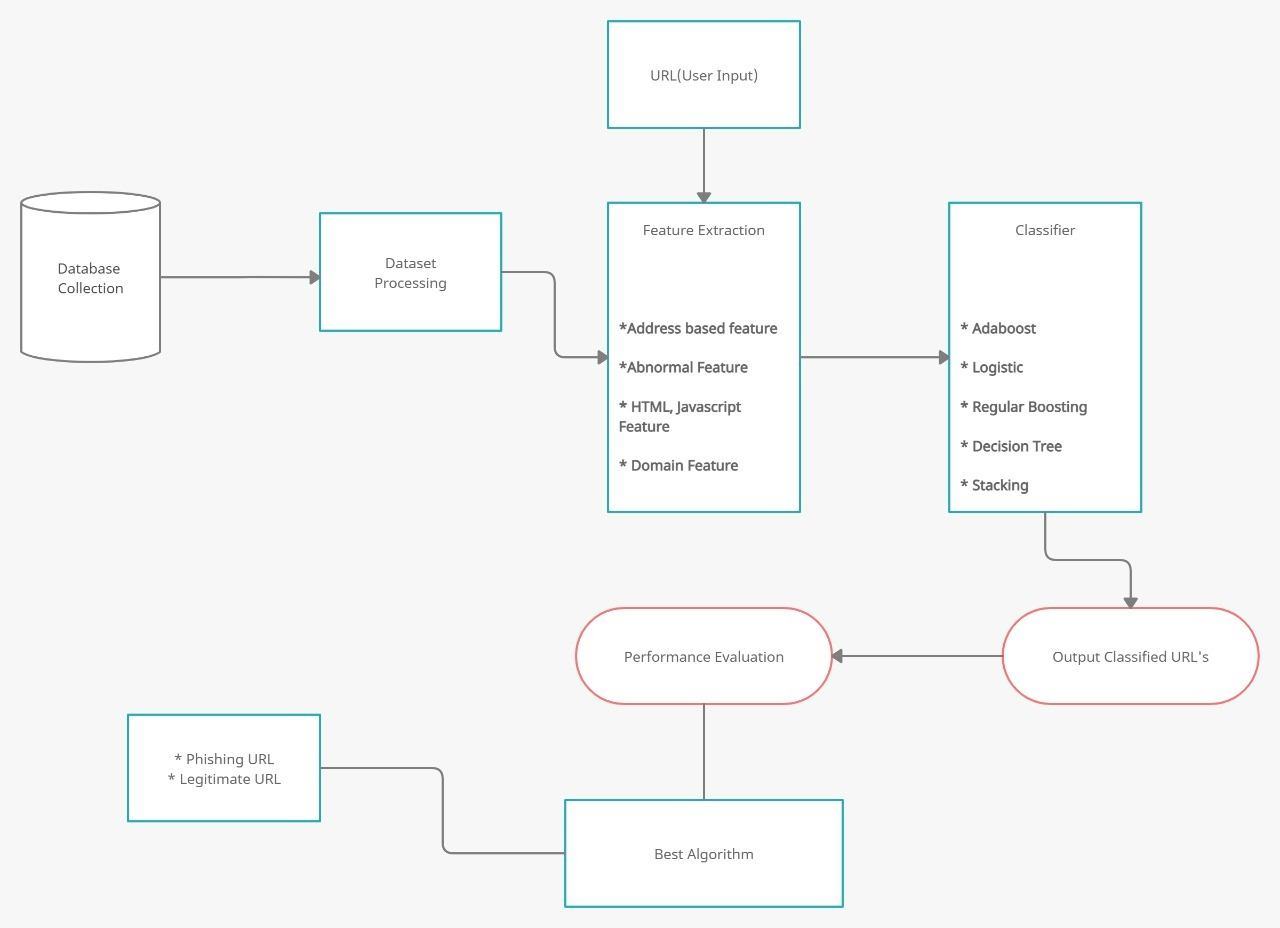 URL(User Input)
Database
Collection
Dataset
Processing
Feature Extraction
*Address based feature
*Abnormal Feature
* HTML, Javascript
Feature
* Domain Feature
Classifier
* Adaboost
* Logistic
* Regular Boosting
* Decision Tree
* Stacking
Output Classified URL's
Performance Evaluation
Best Algorithm
* Phishing URL
* Legitimate URL